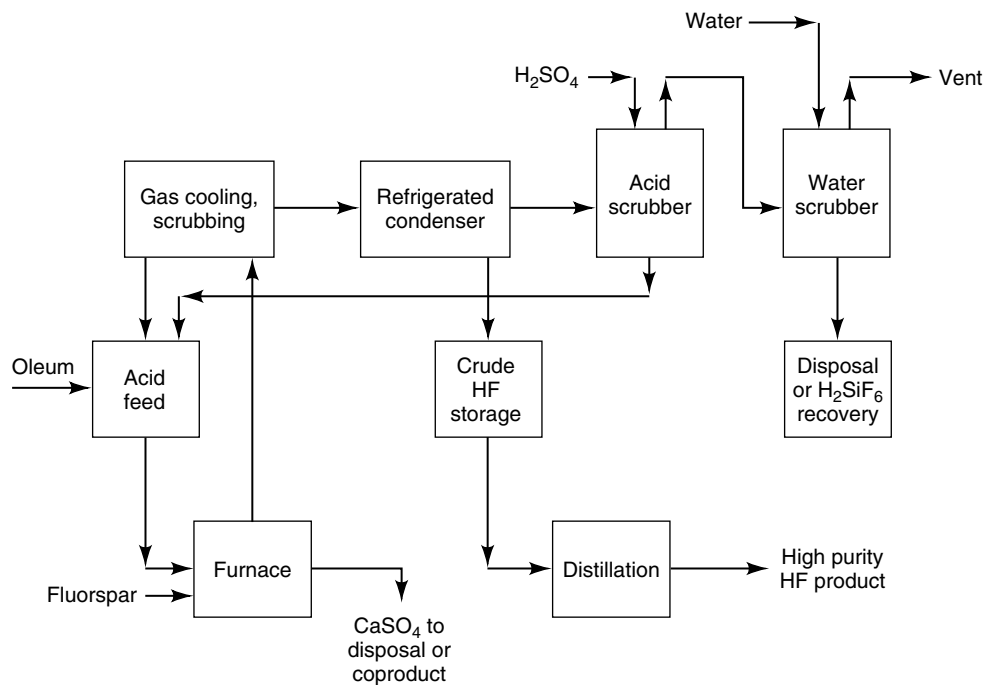 Water
H₂SO₄
Vent
Gas cooling,
scrubbing
Refrigerated
condenser
Acid
scrubber
Water
scrubber
Oleum
Acid
feed
Crude
HF
storage
Disposal
or H₂SiF₆
recovery
Fluorspar
Furnace
Distillation
High purity
HF product
CaSO₄ to
disposal or
coproduct